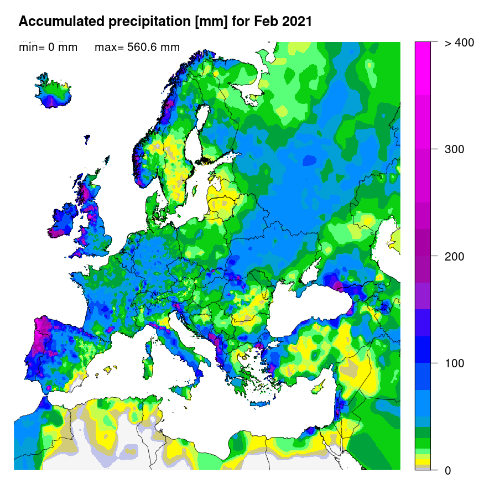 Accumulated precipitation [mm] for Feb 2021
min= 0 mm max= 560.6 mm
> 400
300
200
100
0